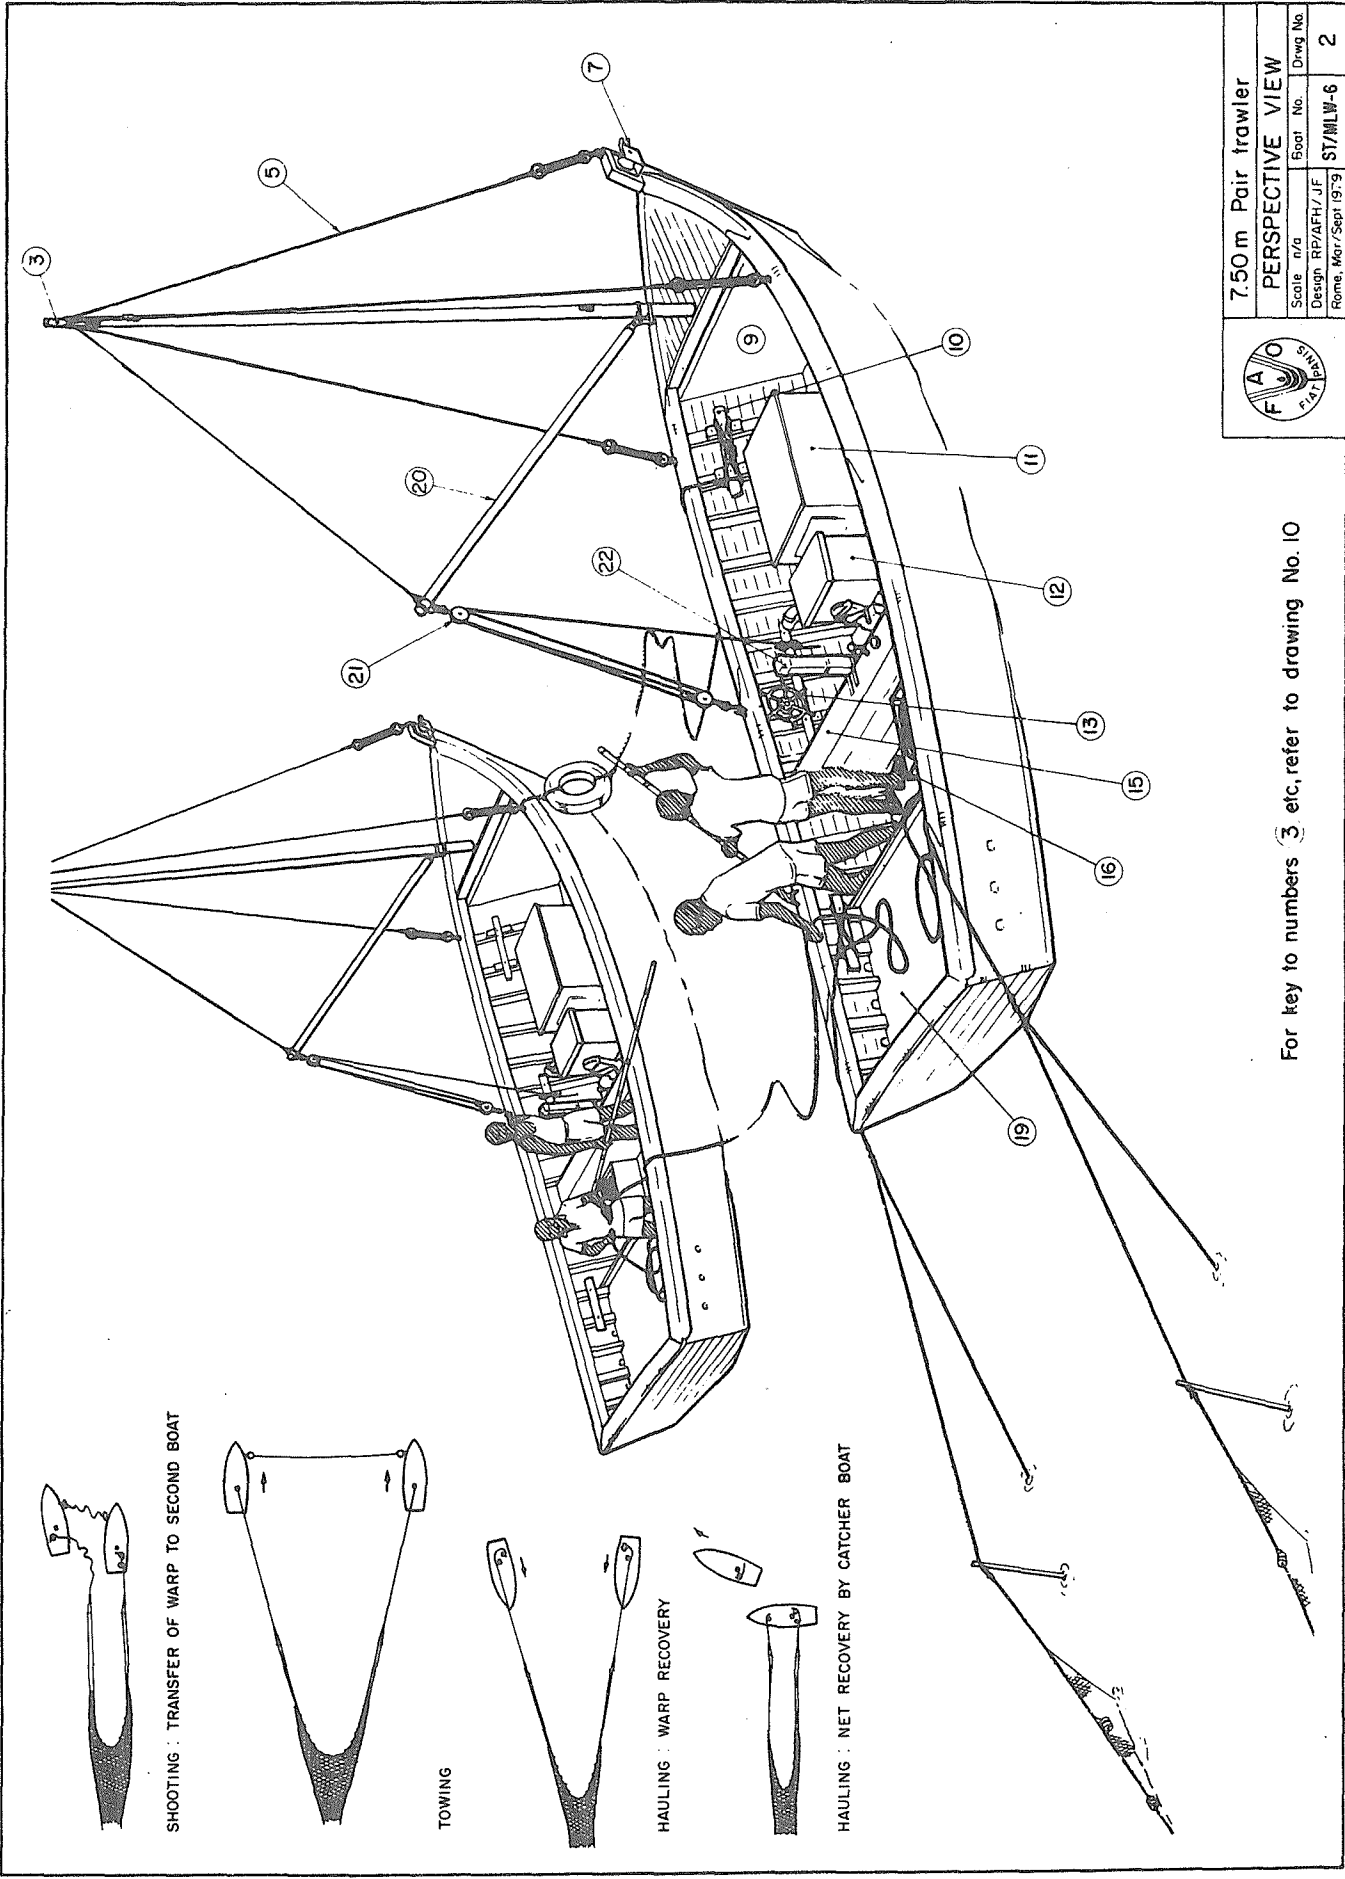 3
5
7
20
21
22
9
10
11
12
13
15
16
19
SHOOTING : TRANSFER OF WARP TO SECOND BOAT
TOWING
HAULING : WARP RECOVERY
HAULING : NET RECOVERY BY CATCHER BOAT
For key to numbers 3 etc, refer to drawing No. 10
F A O
FIAT PANIS
7.50m Pair trawler
PERSPECTIVE VIEW
Scale n/a
Boat No.
Drwg No.
Design RP/AFH/JF
Rome, Mar/Sept 1979
ST/MLW-6
2